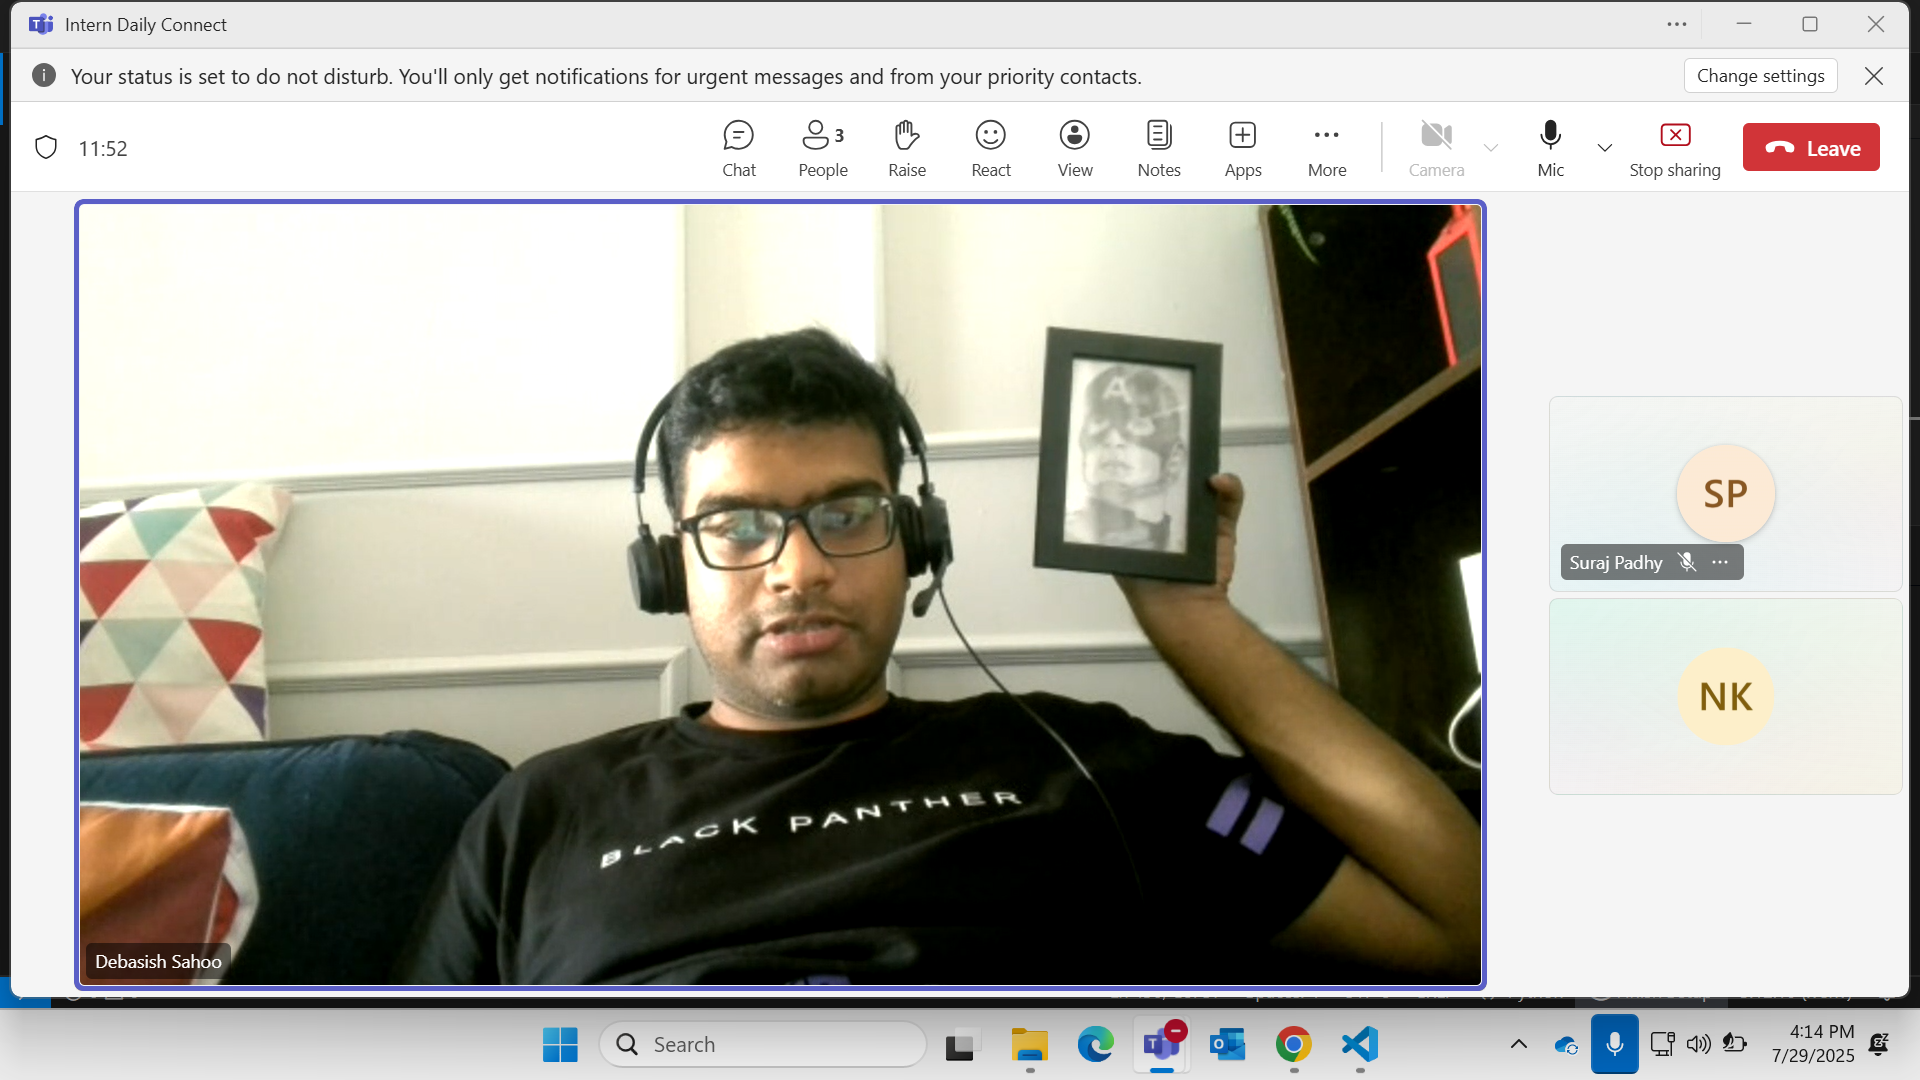 Intern Daily Connect
Your status is set to do not disturb. You'll only get notifications for urgent messages and from your priority contacts.
Change settings
11:52
Chat
People
3
Raise
React
View
Notes
Apps
More
Camera
Mic
Stop sharing
Leave
A
BLACK PANTHER
Debasish Sahoo
SP
Suraj Padhy
NK
Search
4:14 PM
7/29/2025